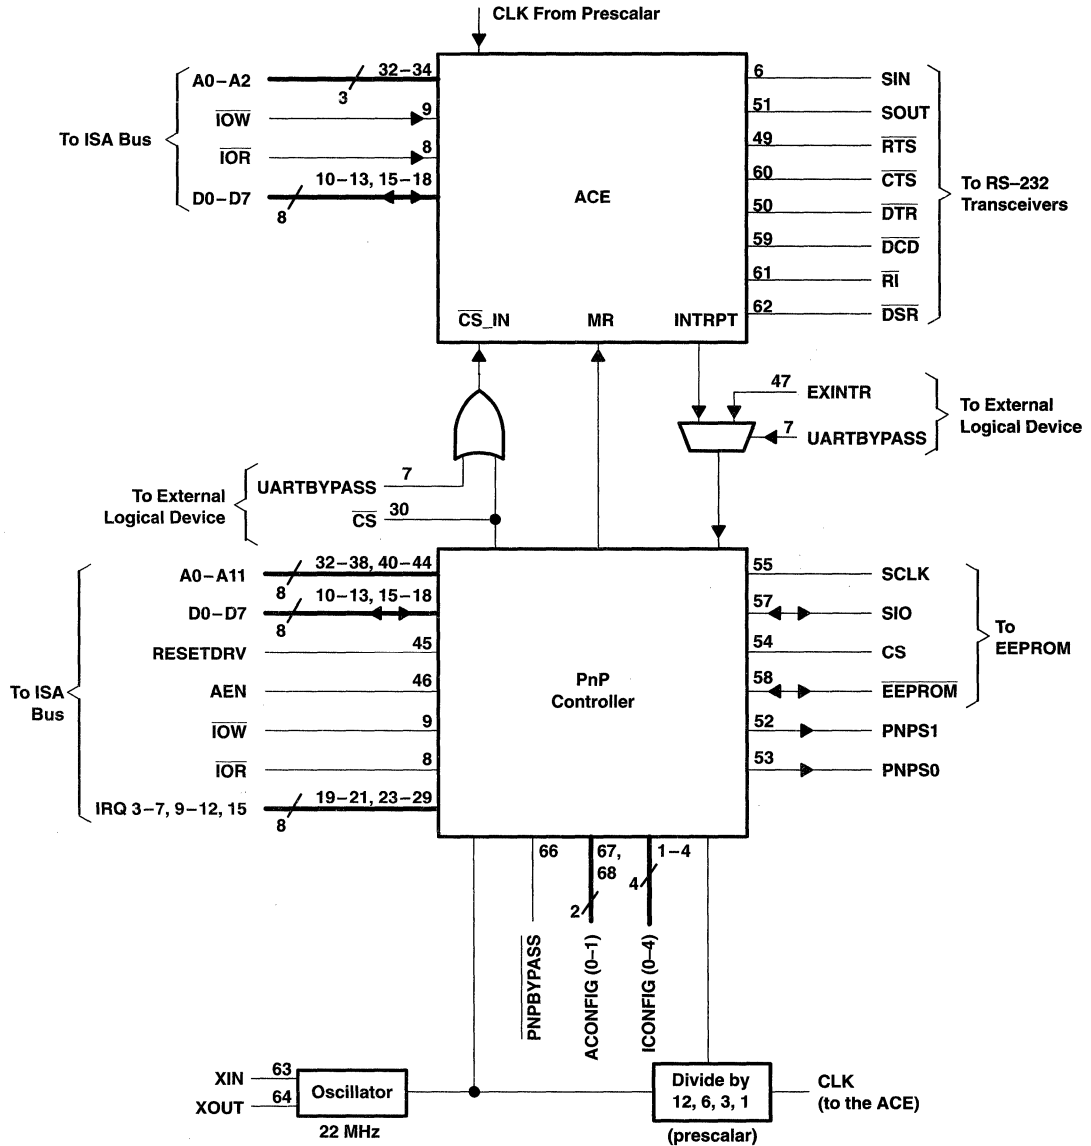 CLK From Prescalar
A0–A2
3
32–34
IOW
9
To ISA Bus
IOR
8
D0–D7
8
10–13, 15–18
ACE
CS_IN
MR
INTRPT
6
SIN
51
SOUT
49
RTS
60
CTS
50
DTR
59
DCD
61
RI
62
DSR
To RS–232
Transceivers
47
EXINTR
7
UARTBYPASS
To External
Logical Device
To External
Logical Device
UARTBYPASS
7
CS
30
To ISA
Bus
A0–A11
8
32–38, 40–44
D0–D7
8
10–13, 15–18
RESETDRV
45
AEN
46
IOW
9
IOR
8
IRQ 3–7, 9–12, 15
8
19–21, 23–29
PnP
Controller
55
SCLK
57
SIO
54
CS
58
EEPROM
52
PNPS1
53
PNPS0
To
EEPROM
66
PNPBYPASS
67,
68
2
ACONFIG (0–1)
1–4
4
ICONFIG (0–4)
XIN
63
XOUT
64
Oscillator
22 MHz
Divide by
12, 6, 3, 1
(prescalar)
CLK
(to the ACE)